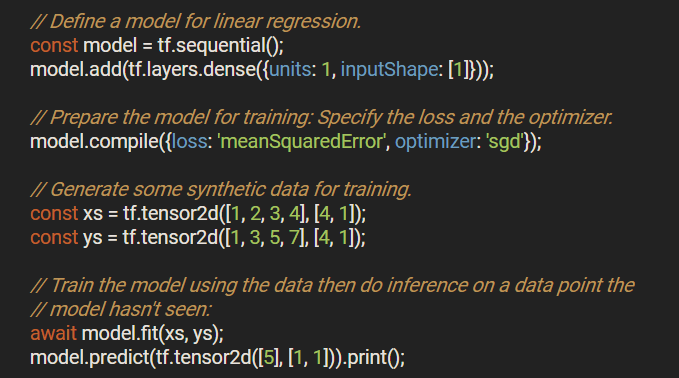 // Define a model for linear regression.
const model = tf.sequential();
model.add(tf.layers.dense({units: 1, inputShape: [1]}));
// Prepare the model for training: Specify the loss and the optimizer.
model.compile({loss: 'meanSquaredError', optimizer: 'sgd'});
// Generate some synthetic data for training.
const xs = tf.tensor2d([1, 2, 3, 4], [4, 1]);
const ys = tf.tensor2d([1, 3, 5, 7], [4, 1]);
// Train the model using the data then do inference on a data point the
// model hasn't seen:
await model.fit(xs, ys);
model.predict(tf.tensor2d([5], [1, 1])).print();